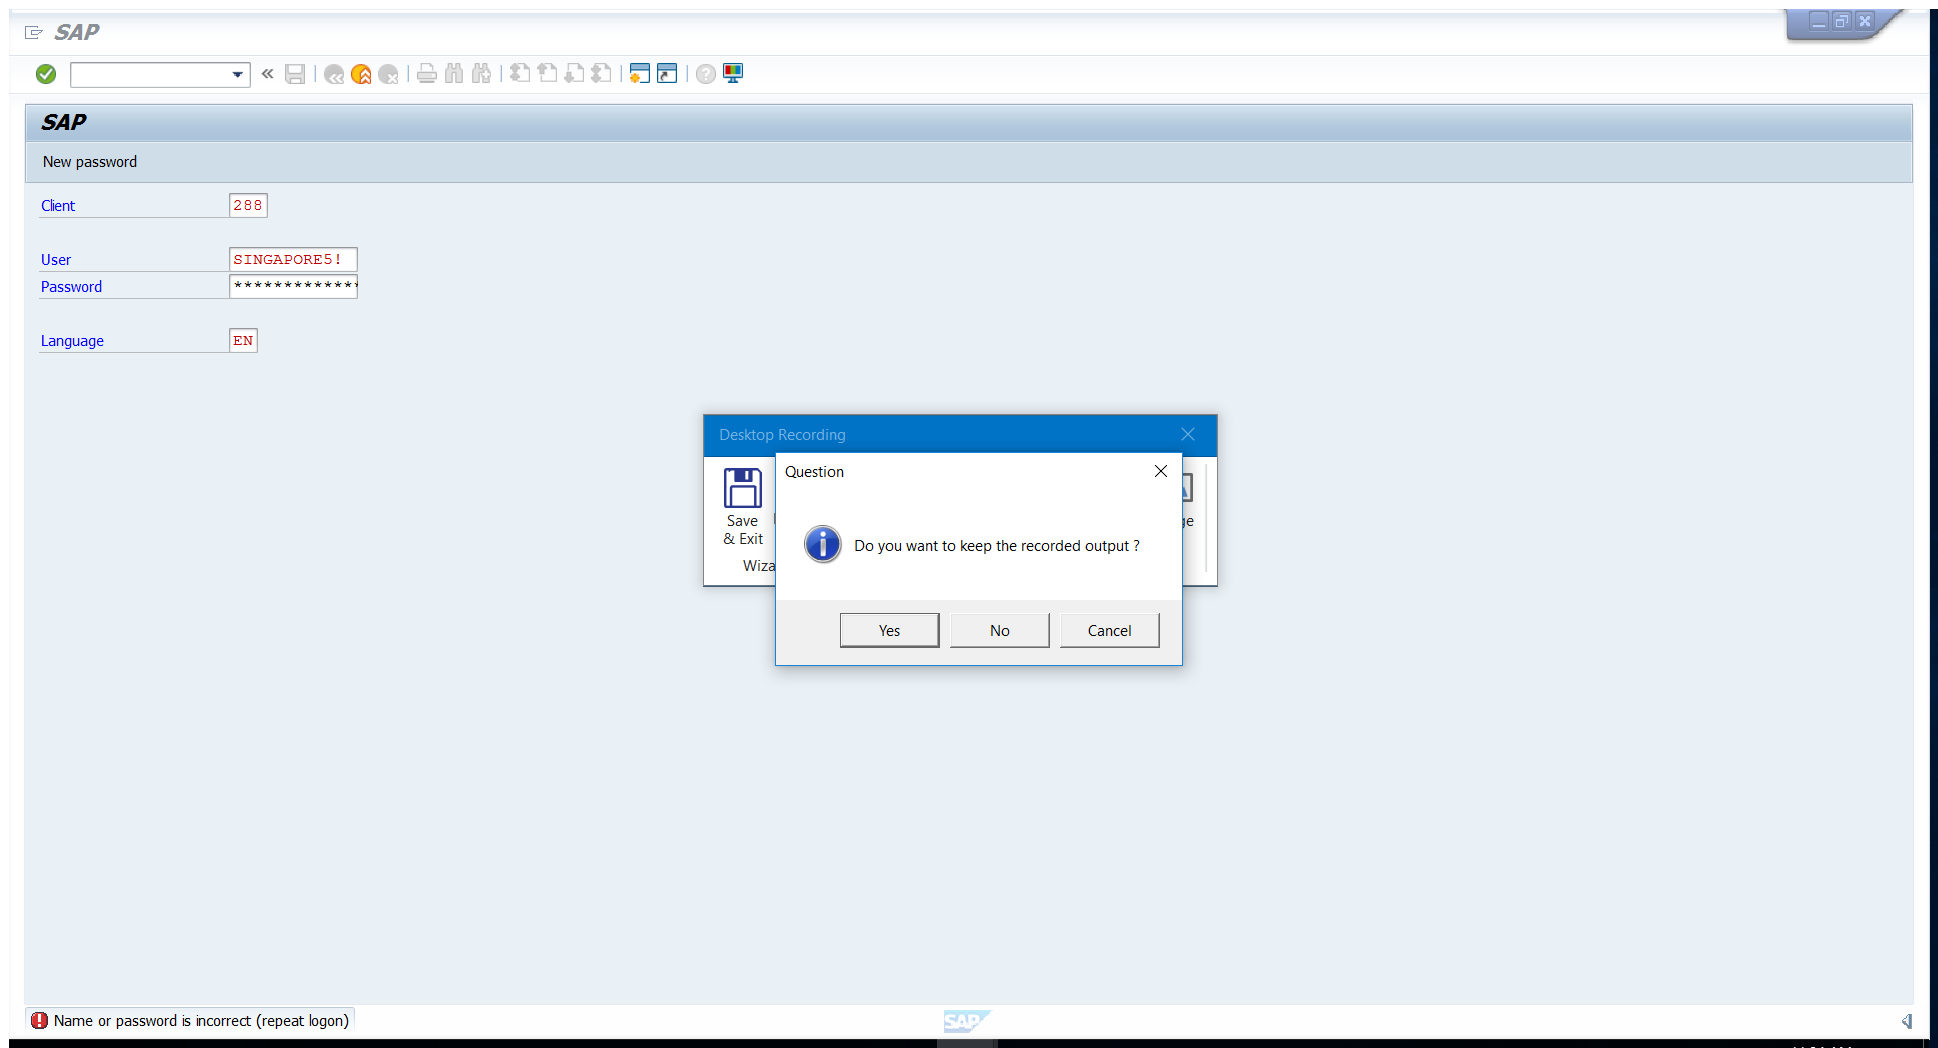 SAP
SAP
New password
Client 288
User SINGAPORE5!
Password *************
Language EN
Desktop Recording
Question
Save
& Exit
Do you want to keep the recorded output ?
Yes No Cancel
Name or password is incorrect (repeat logon)
SAP